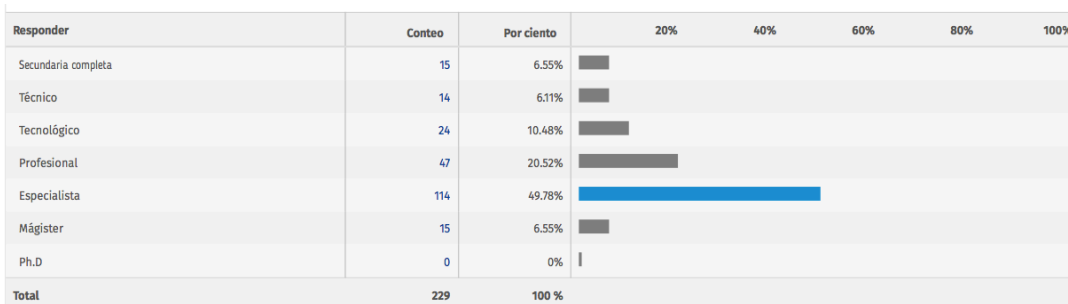 Responder Conteo Por ciento 20% 40% 60% 80% 100%
Secundaria completa 15 6.55%
Técnico 14 6.11%
Tecnológico 24 10.48%
Profesional 47 20.52%
Especialista 114 49.78%
Mágister 15 6.55%
Ph.D 0 0%
Total 229 100 %